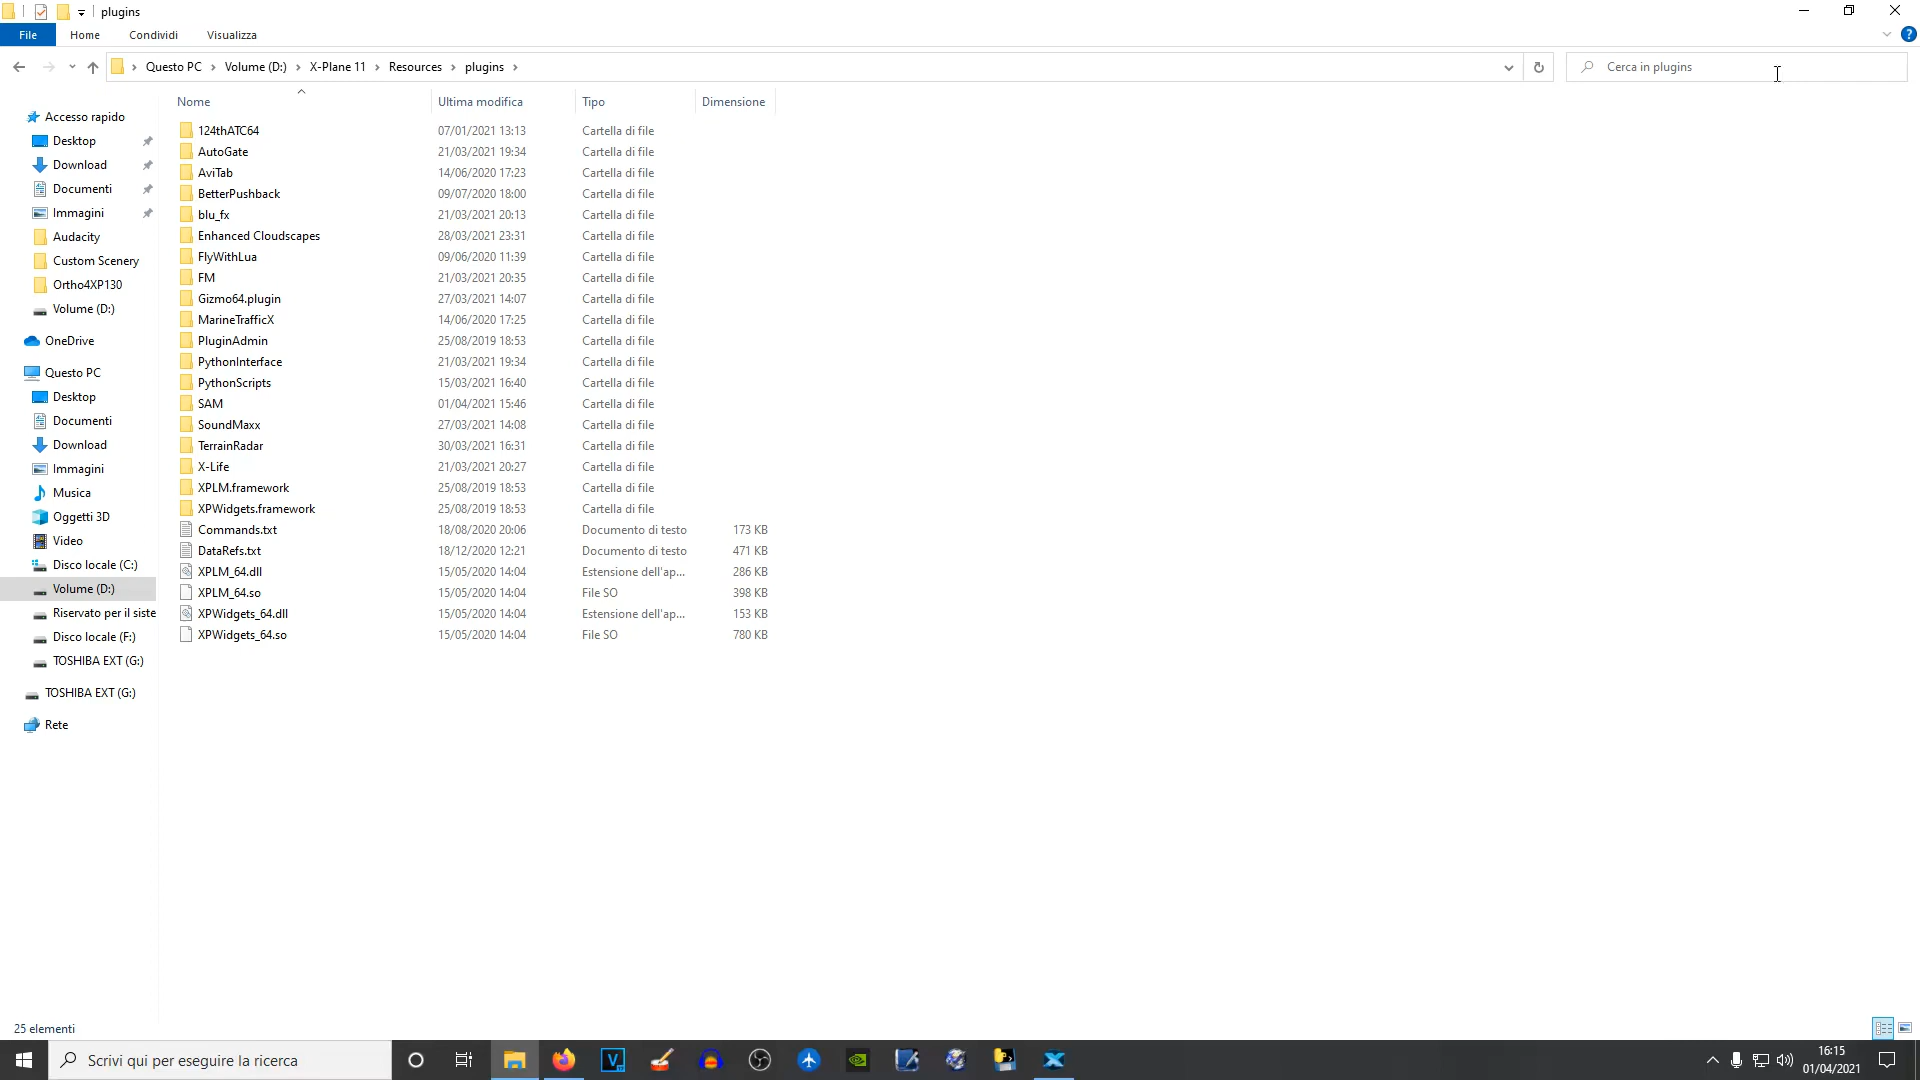 plugins
File Home Condividi Visualizza
Questo PC Volume (D:) X-Plane 11 Resources plugins
Cerca in plugins
Nome Ultima modifica Tipo Dimensione
Accesso rapido
Desktop
Download
Documenti
Immagini
Audacity
Custom Scenery
Ortho4XP130
Volume (D:)
OneDrive
Questo PC
Desktop
Documenti
Download
Immagini
Musica
Oggetti 3D
Video
Disco locale (C:)
Volume (D:)
Riservato per il siste
Disco locale (F:)
TOSHIBA EXT (G:)
TOSHIBA EXT (G:)
Rete
124thATC64 07/01/2021 13:13 Cartella di file
AutoGate 21/03/2021 19:34 Cartella di file
AviTab 14/06/2020 17:23 Cartella di file
BetterPushback 09/07/2020 18:00 Cartella di file
blu_fx 21/03/2021 20:13 Cartella di file
Enhanced Cloudscapes 28/03/2021 23:31 Cartella di file
FlyWithLua 09/06/2020 11:39 Cartella di file
FM 21/03/2021 20:35 Cartella di file
Gizmo64.plugin 27/03/2021 14:07 Cartella di file
MarineTrafficX 14/06/2020 17:25 Cartella di file
PluginAdmin 25/08/2019 18:53 Cartella di file
PythonInterface 21/03/2021 19:34 Cartella di file
PythonScripts 15/03/2021 16:40 Cartella di file
SAM 01/04/2021 15:46 Cartella di file
SoundMaxx 27/03/2021 14:08 Cartella di file
TerrainRadar 30/03/2021 16:31 Cartella di file
X-Life 21/03/2021 20:27 Cartella di file
XPLM.framework 25/08/2019 18:53 Cartella di file
XPWidgets.framework 25/08/2019 18:53 Cartella di file
Commands.txt 18/08/2020 20:06 Documento di testo 173 KB
DataRefs.txt 18/12/2020 12:21 Documento di testo 471 KB
XPLM_64.dll 15/05/2020 14:04 Estensione dell'ap... 286 KB
XPLM_64.so 15/05/2020 14:04 File SO 398 KB
XPWidgets_64.dll 15/05/2020 14:04 Estensione dell'ap... 153 KB
XPWidgets_64.so 15/05/2020 14:04 File SO 780 KB
25 elementi
Scrivi qui per eseguire la ricerca
16:15
01/04/2021